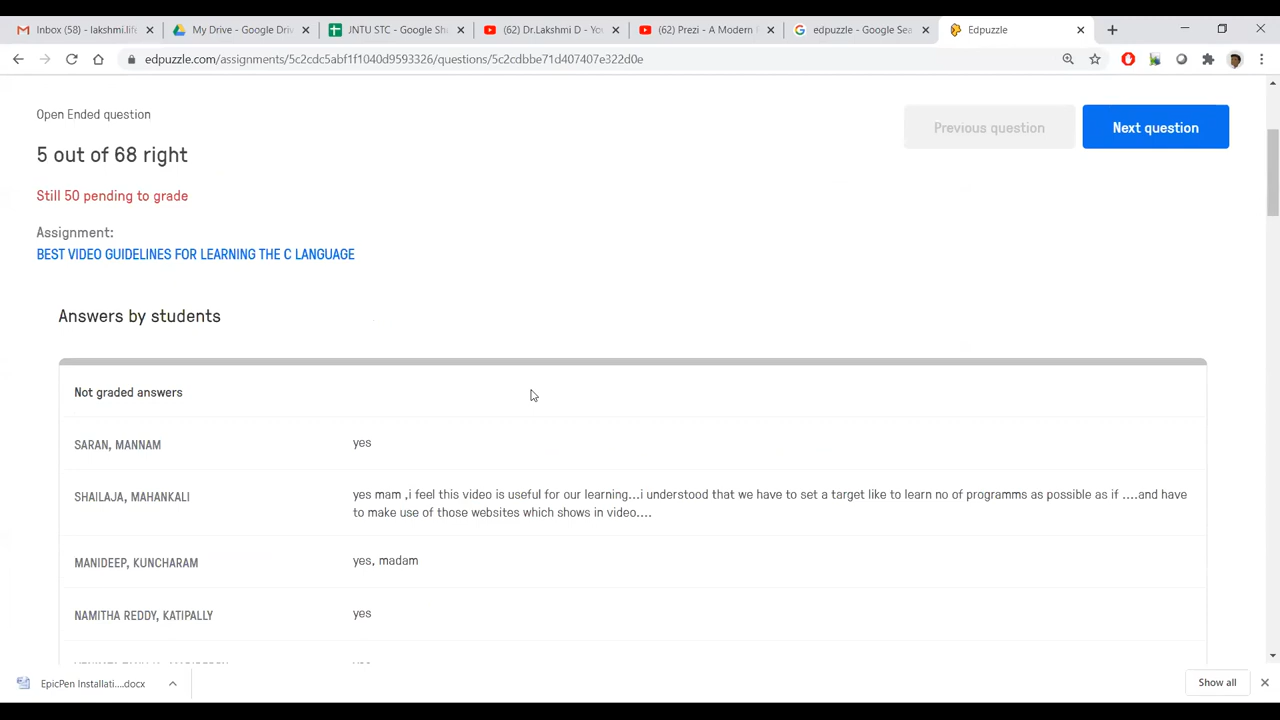 Inbox (58) - lakshmi.life
My Drive - Google Driv
JNTU STC - Google Sh
(62) Dr.Lakshmi D - You
(62) Prezi - A Modern
edpuzzle - Google Sea
Edpuzzle
edpuzzle.com/assignments/5c2cdc5abf1f1040d9593326/questions/5c2cdbbe71d407407e322d0e
Open Ended question
Previous question
Next question
5 out of 68 right
Still 50 pending to grade
Assignment:
BEST VIDEO GUIDELINES FOR LEARNING THE C LANGUAGE
Answers by students
Not graded answers
SARAN, MANNAM
yes
SHAILAJA, MAHANKALI
yes mam ,i feel this video is useful for our learning...i understood that we have to set a target like to learn no of programms as possible as if ....and have
to make use of those websites which shows in video....
MANIDEEP, KUNCHARAM
yes, madam
NAMITHA REDDY, KATIPALLY
yes
EpicPen Installati....docx
Show all